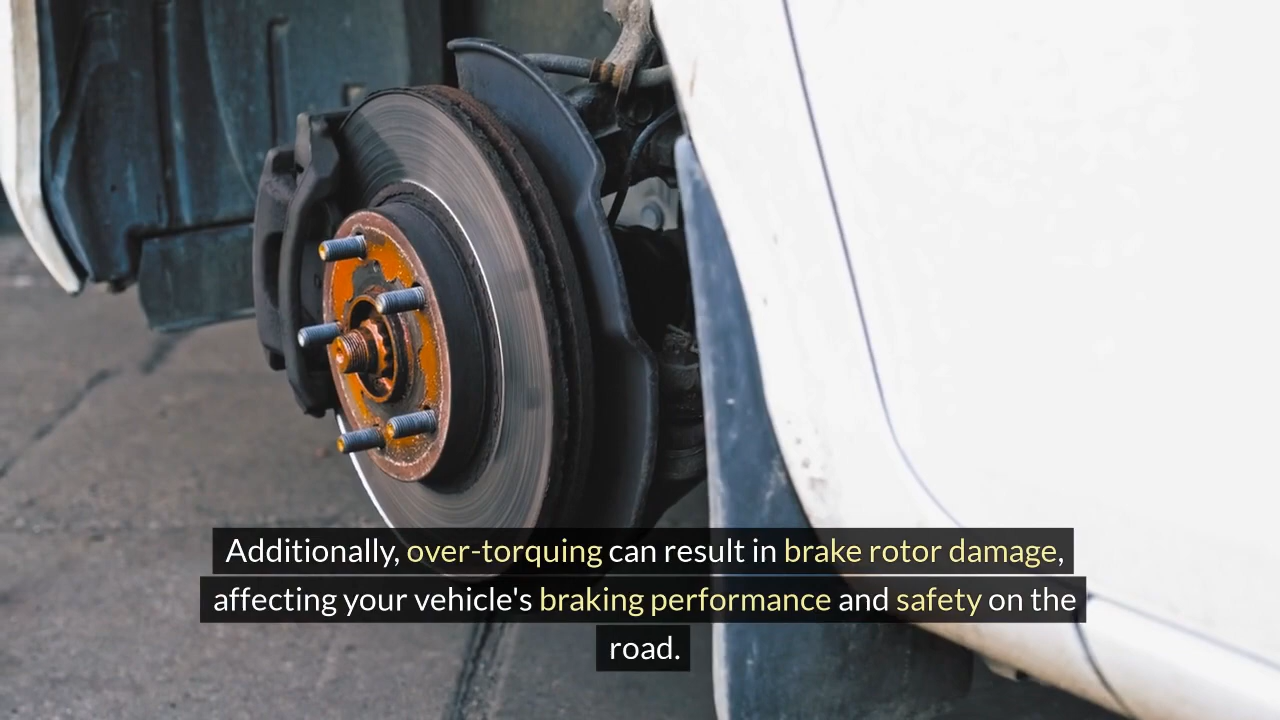 Additionally, over-torquing can result in brake rotor damage,
affecting your vehicle's braking performance and safety on the
road.